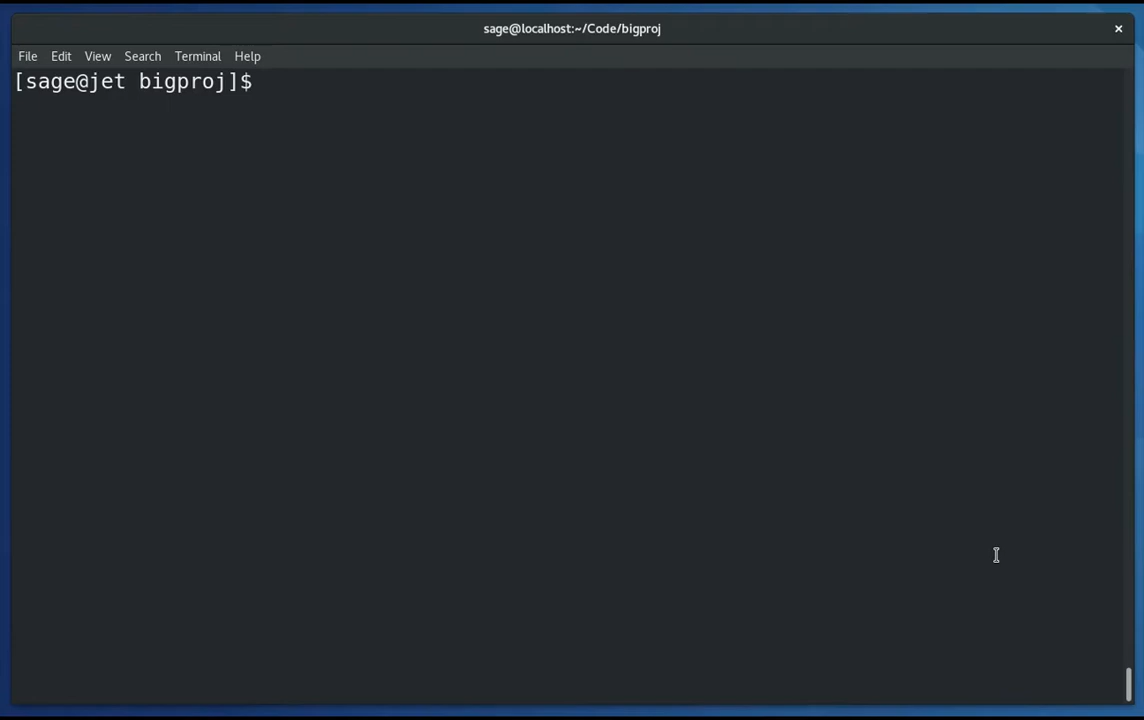 sage@localhost:~/Code/bigproj ×
File Edit View Search Terminal Help
[sage@jet bigproj]$